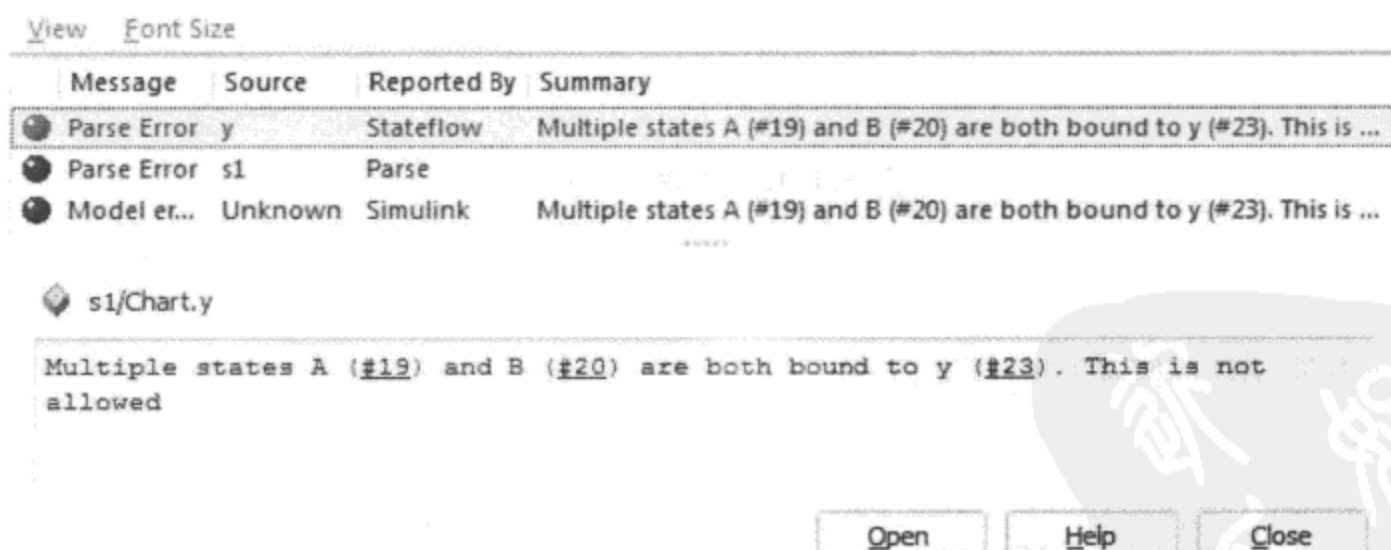 View Font Size
Message Source Reported By Summary
Parse Error y Stateflow Multiple states A (#19) and B (#20) are both bound to y (#23). This is ...
Parse Error s1 Parse
Model er... Unknown Simulink Multiple states A (#19) and B (#20) are both bound to y (#23). This is ...
s1/Chart.y
Multiple states A (#19) and B (#20) are both bound to y (#23). This is not
allowed
Open Help Close